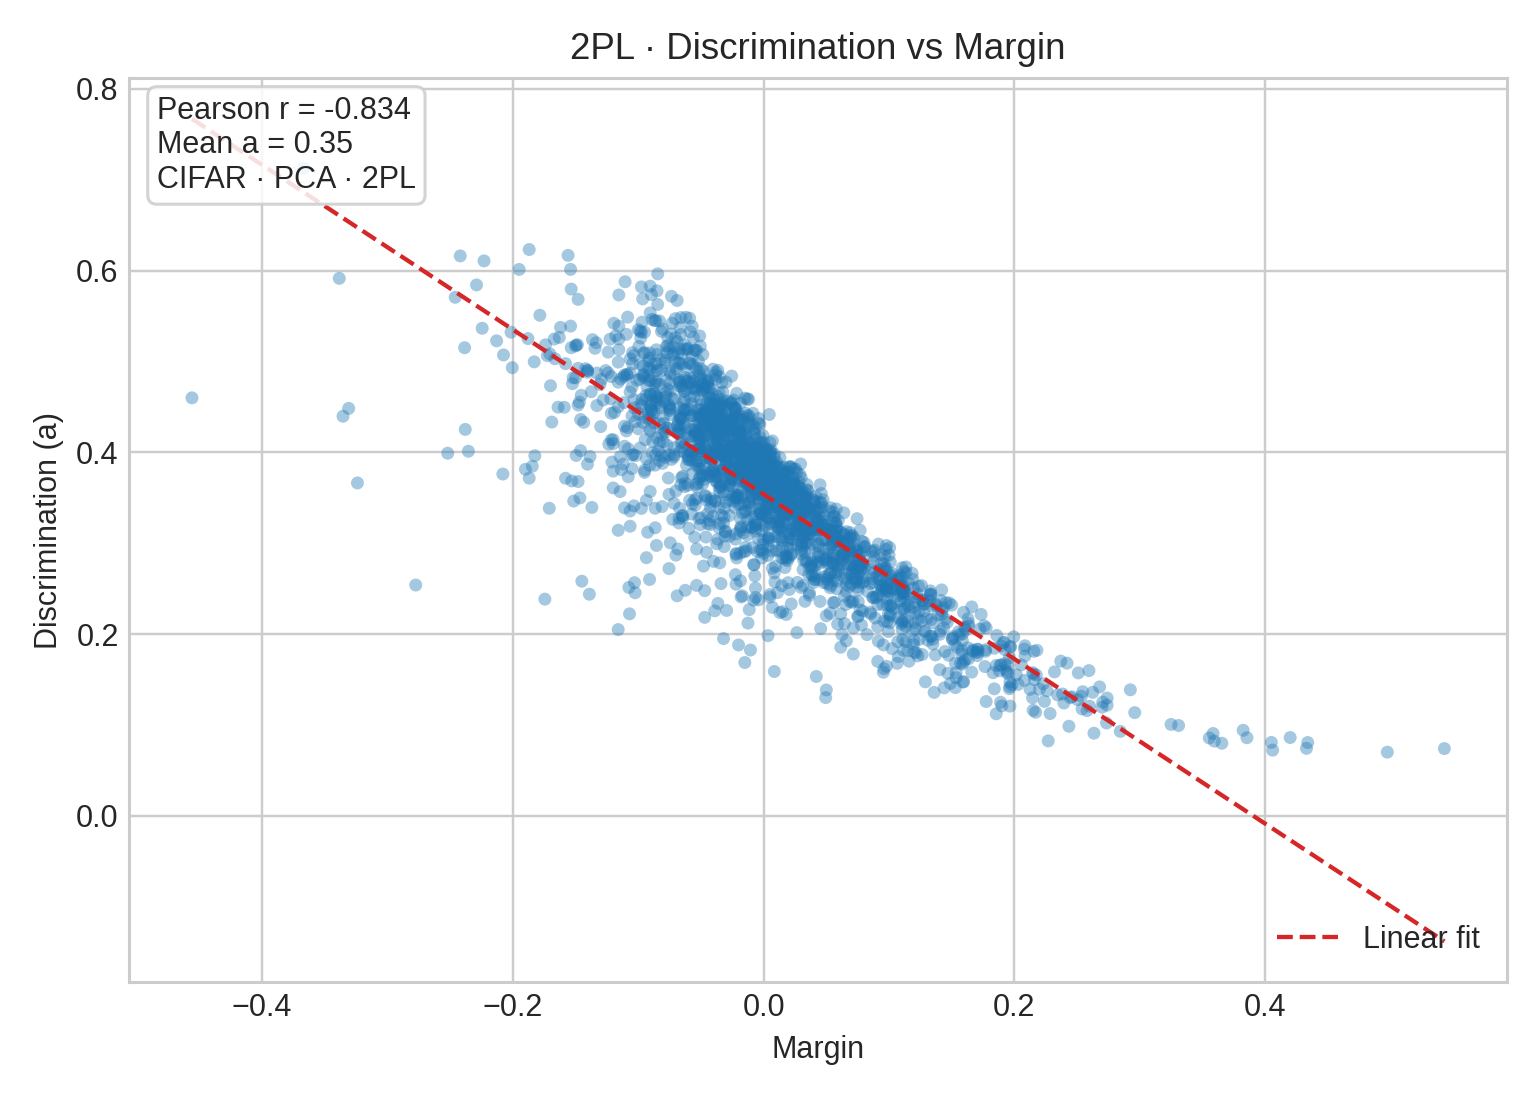 2PL · Discrimination vs Margin
Pearson r = -0.834
Mean a = 0.35
CIFAR · PCA · 2PL
Discrimination (a)
0.8
0.6
0.4
0.2
0.0
−0.4
−0.2
0.0
0.2
0.4
Margin
Linear fit